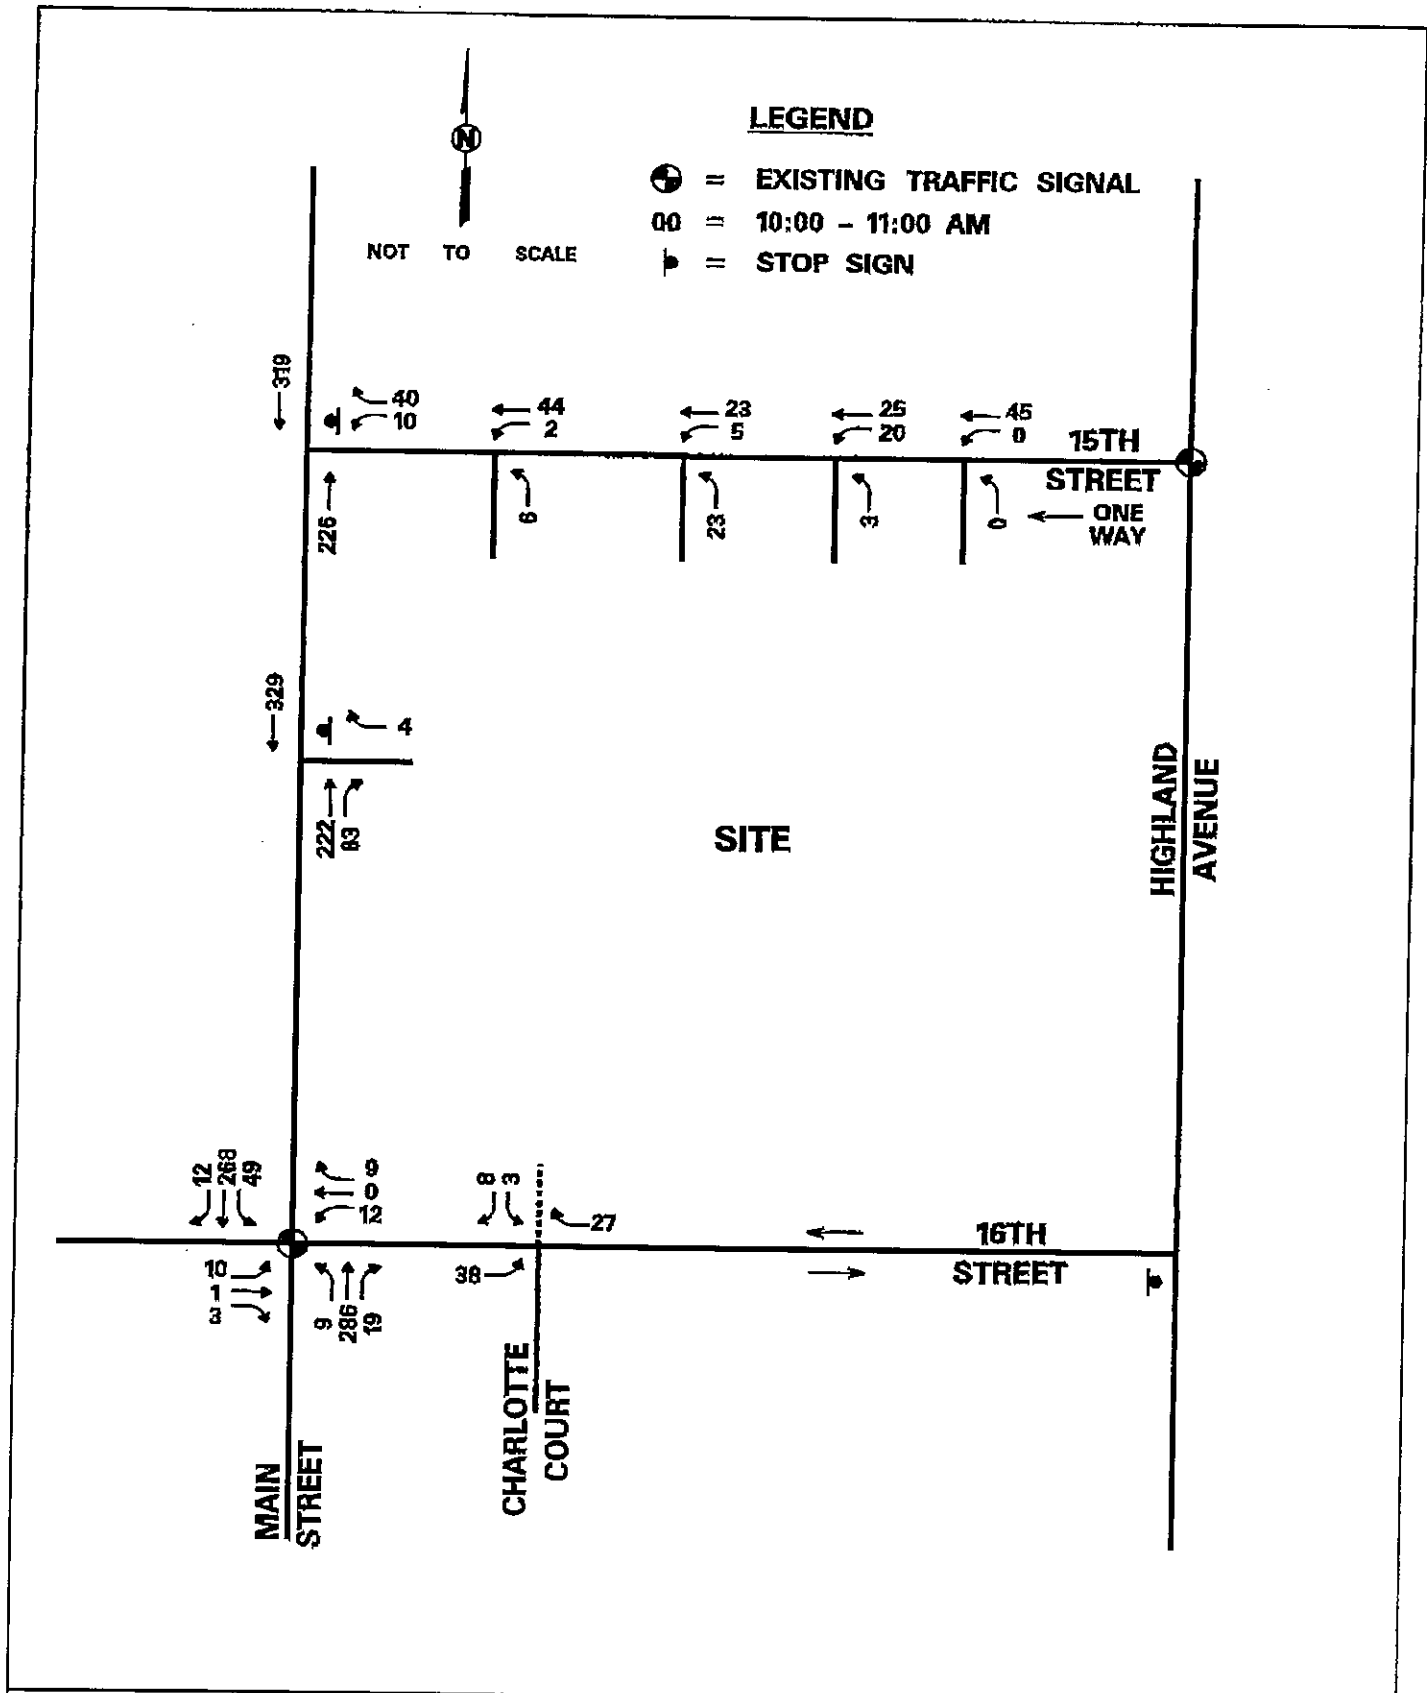 N
NOT TO SCALE
LEGEND
= EXISTING TRAFFIC SIGNAL
00 = 10:00 - 11:00 AM
= STOP SIGN
319
40
10
44
2
23
5
25
20
45
0
15TH
STREET
ONE
WAY
226
6
23
3
0
329
4
222
83
SITE
HIGHLAND
AVENUE
12
268
49
9
0
12
8
3
27
16TH
STREET
10
1
3
9
286
19
38
CHARLOTTE
COURT
MAIN
STREET